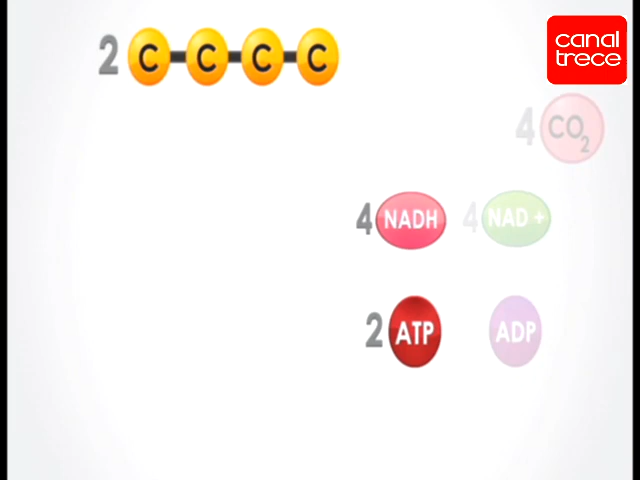 2 C C C C
canal
trece
4 CO2
4 NADH 4 NAD +
2 ATP ADP